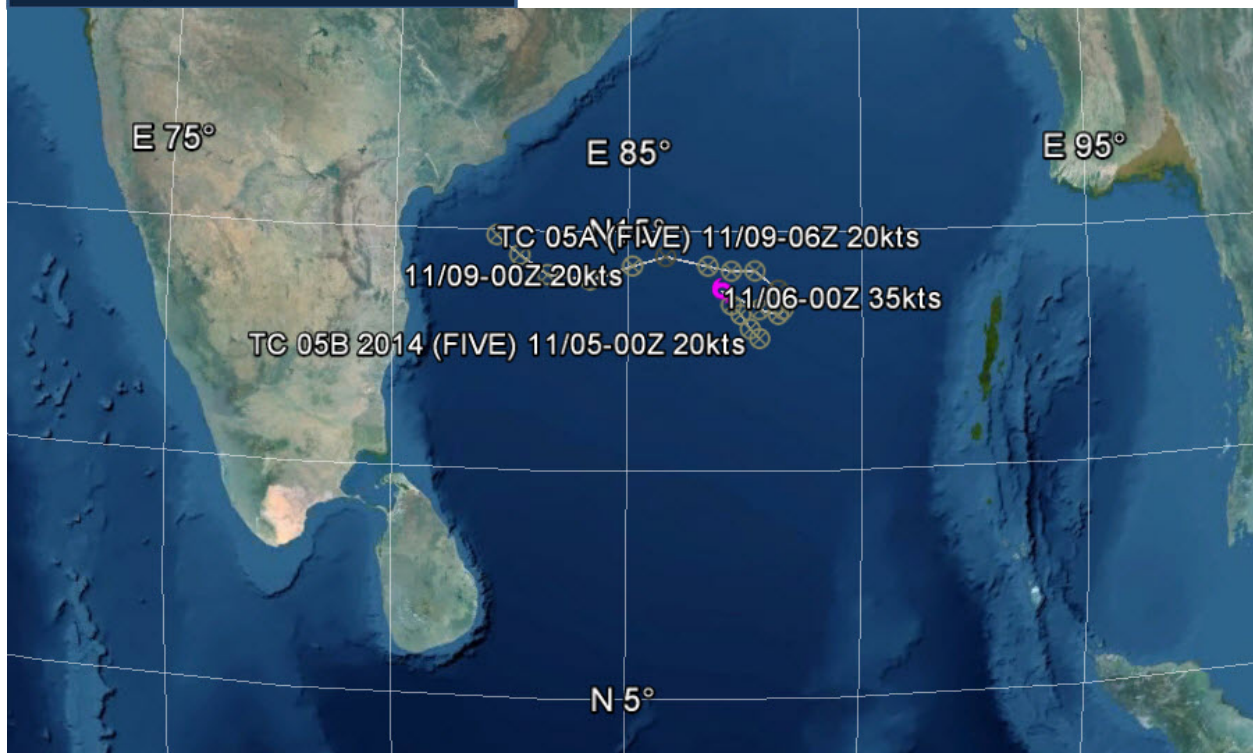 E 75°
E 85°
E 95°
N 15°
TC 05A (FIVE) 11/09-06Z 20kts
11/09-00Z 20kts
11/06-00Z 35kts
TC 05B 2014 (FIVE) 11/05-00Z 20kts
N 5°